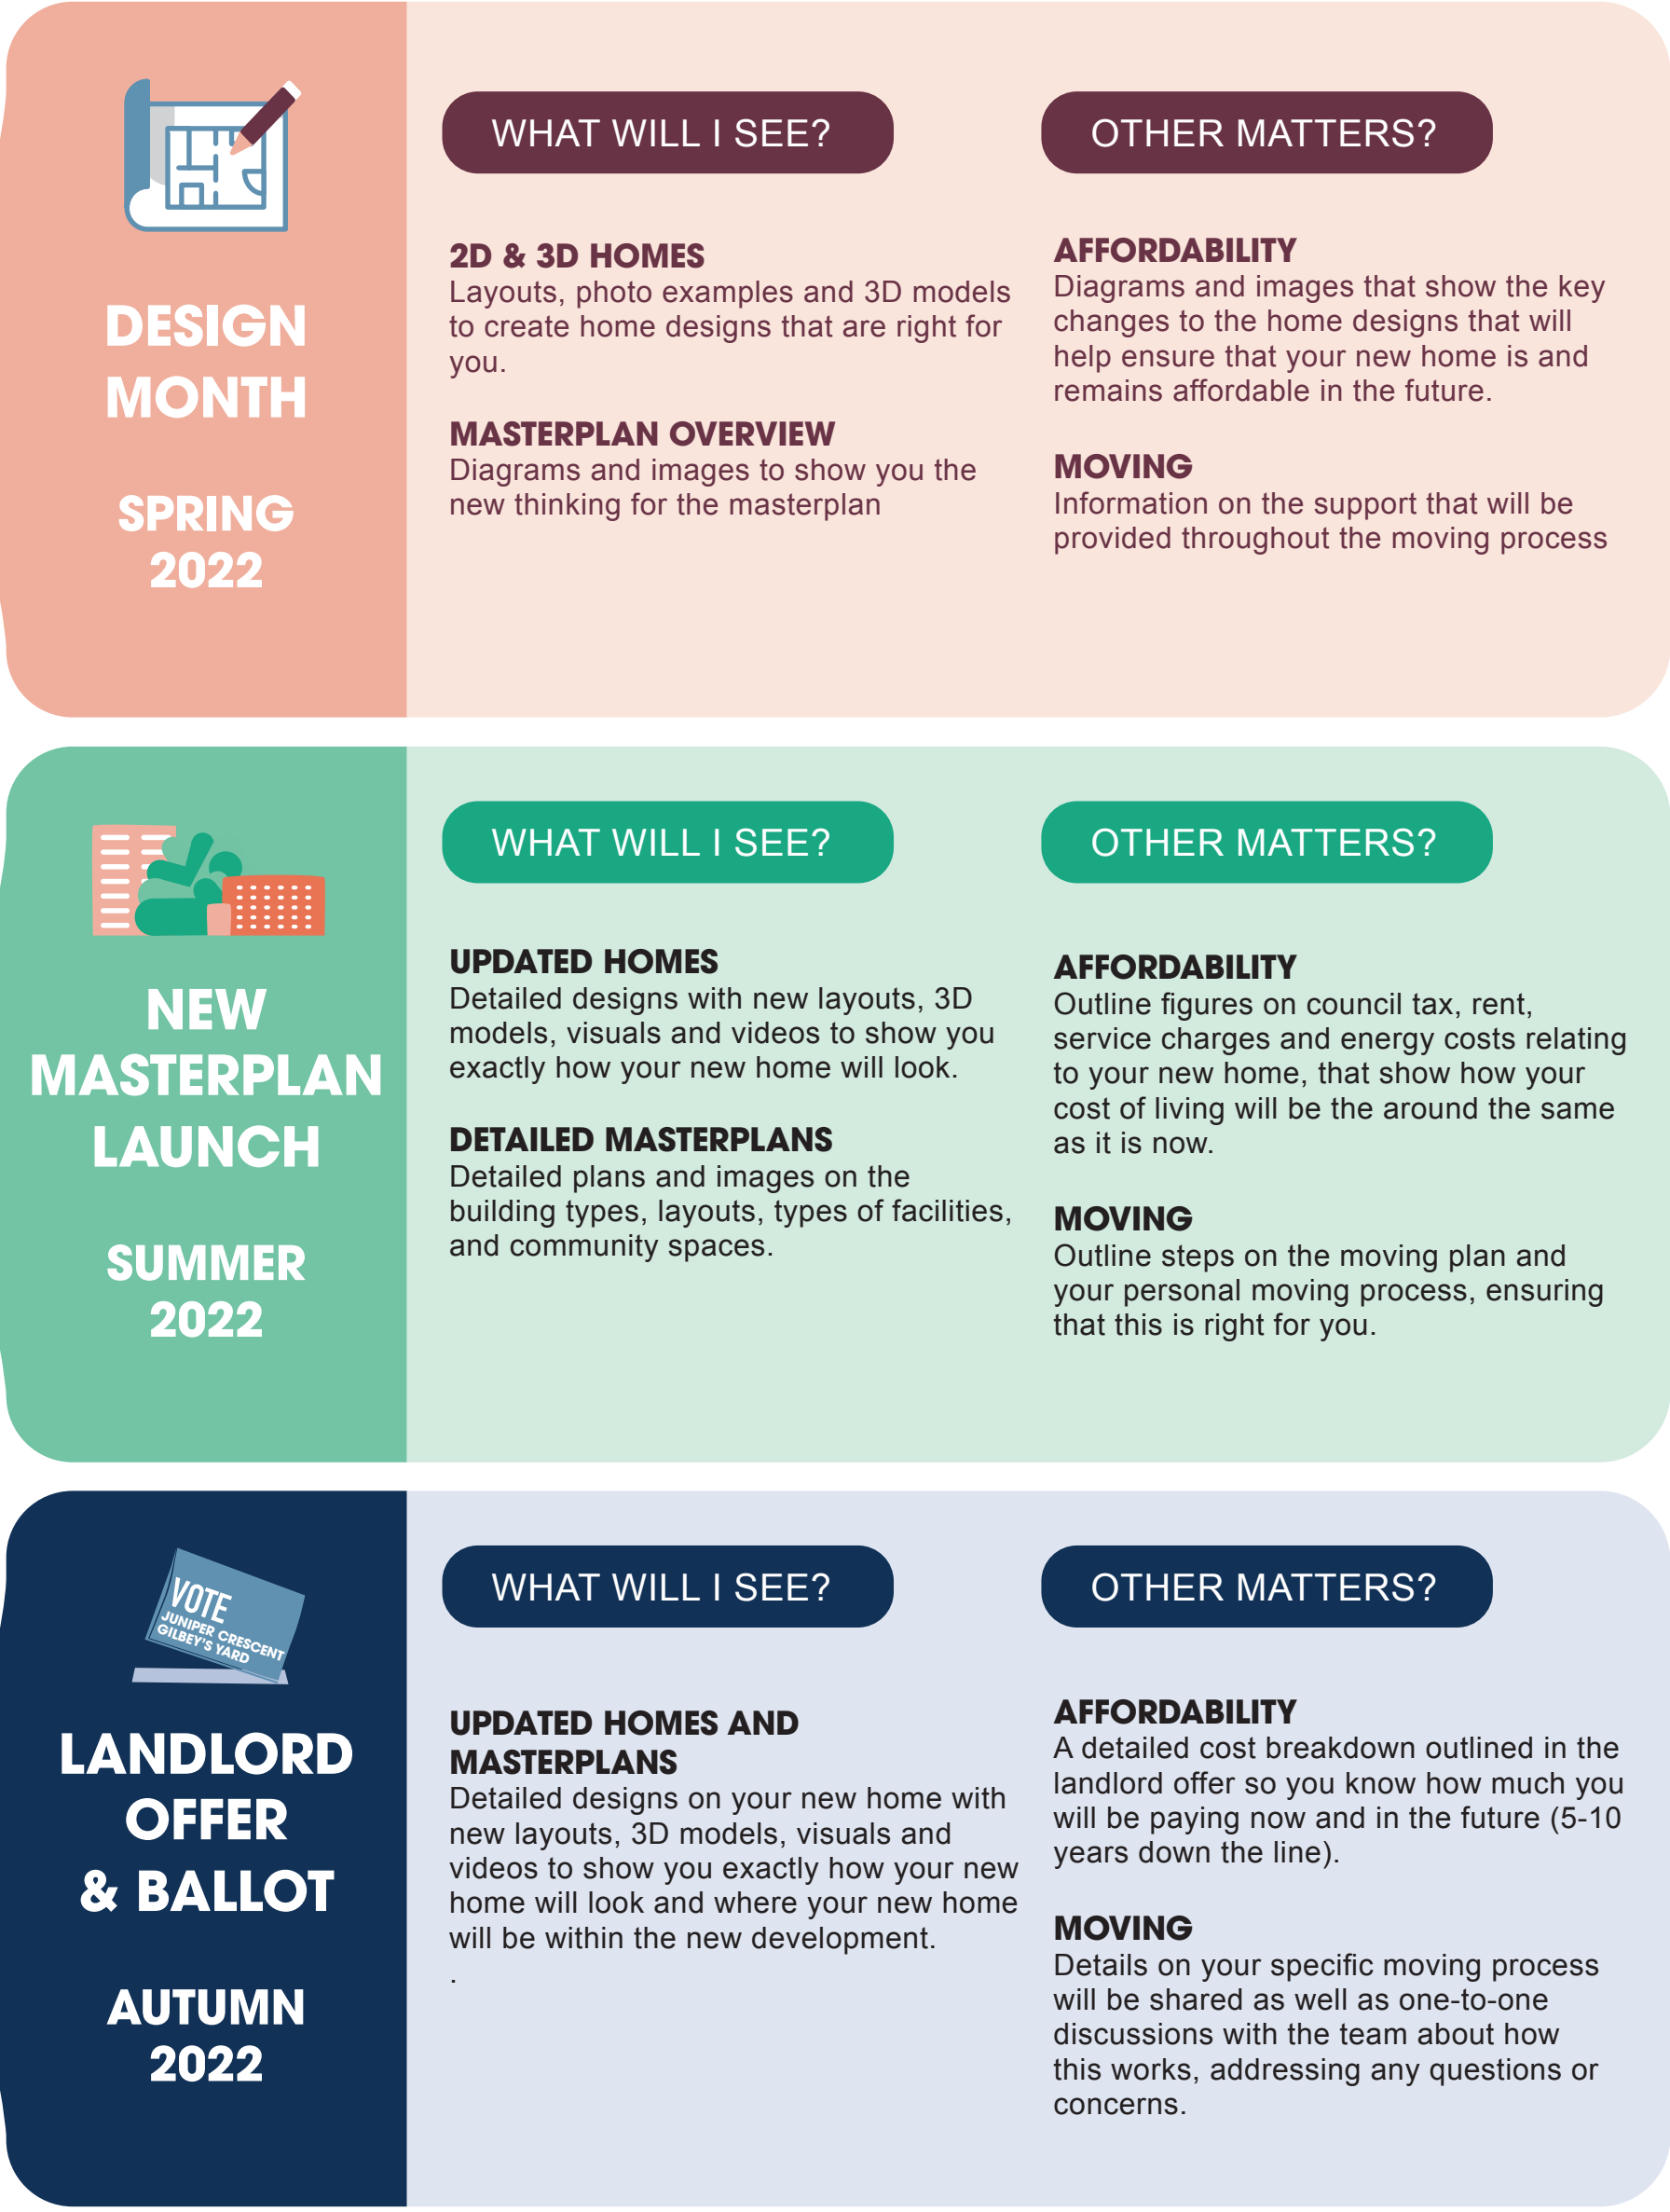 DESIGN
MONTH
SPRING
2022
WHAT WILL I SEE?
2D & 3D HOMES
Layouts, photo examples and 3D models
to create home designs that are right for
you.
MASTERPLAN OVERVIEW
Diagrams and images to show you the
new thinking for the masterplan
OTHER MATTERS?
AFFORDABILITY
Diagrams and images that show the key
changes to the home designs that will
help ensure that your new home is and
remains affordable in the future.
MOVING
Information on the support that will be
provided throughout the moving process
NEW
MASTERPLAN
LAUNCH
SUMMER
2022
WHAT WILL I SEE?
UPDATED HOMES
Detailed designs with new layouts, 3D
models, visuals and videos to show you
exactly how your new home will look.
DETAILED MASTERPLANS
Detailed plans and images on the
building types, layouts, types of facilities,
and community spaces.
OTHER MATTERS?
AFFORDABILITY
Outline figures on council tax, rent,
service charges and energy costs relating
to your new home, that show how your
cost of living will be the around the same
as it is now.
MOVING
Outline steps on the moving plan and
your personal moving process, ensuring
that this is right for you.
VOTE
JUNIPER CRESCENT
GILBEY'S YARD
LANDLORD
OFFER
& BALLOT
AUTUMN
2022
WHAT WILL I SEE?
UPDATED HOMES AND
MASTERPLANS
Detailed designs on your new home with
new layouts, 3D models, visuals and
videos to show you exactly how your new
home will look and where your new home
will be within the new development.
.
OTHER MATTERS?
AFFORDABILITY
A detailed cost breakdown outlined in the
landlord offer so you know how much you
will be paying now and in the future (5-10
years down the line).
MOVING
Details on your specific moving process
will be shared as well as one-to-one
discussions with the team about how
this works, addressing any questions or
concerns.